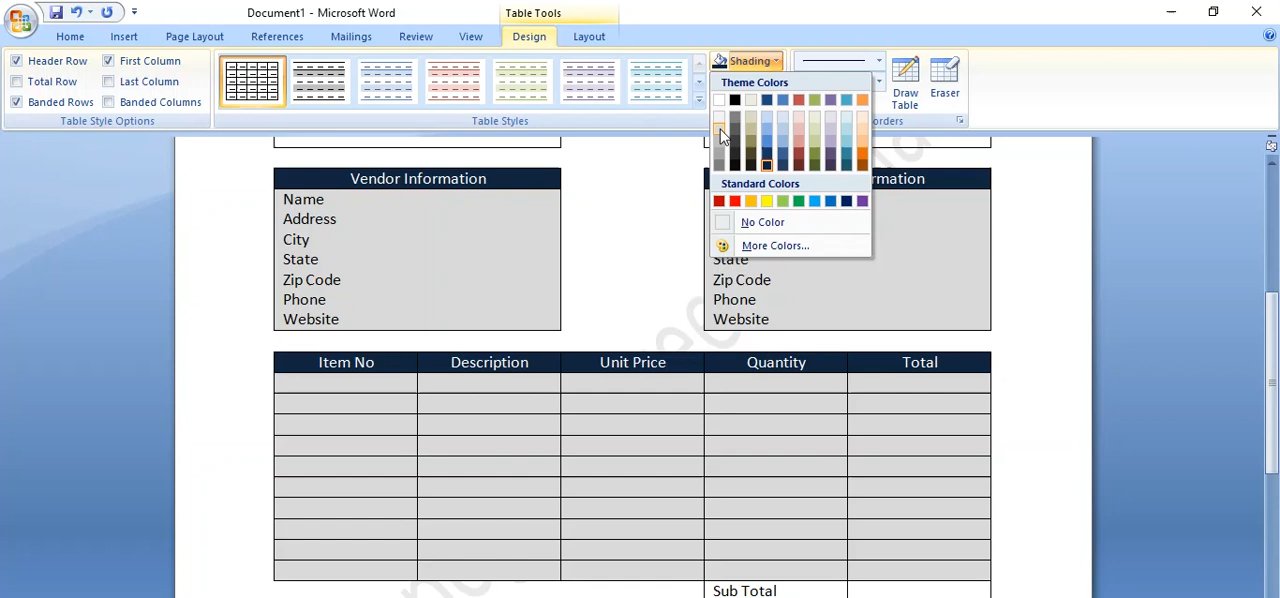 Document1 - Microsoft Word
Table Tools
Home Insert Page Layout References Mailings Review View Design Layout
Header Row First Column
Total Row Last Column
Banded Rows Banded Columns
Table Style Options
Table Styles
Shading
Draw Table
Eraser
Theme Colors
Standard Colors
No Color
More Colors...
Vendor Information
Name
Address
City
State
Zip Code
Phone
Website
State
Zip Code
Phone
Website
Item No Description Unit Price Quantity Total
Sub Total